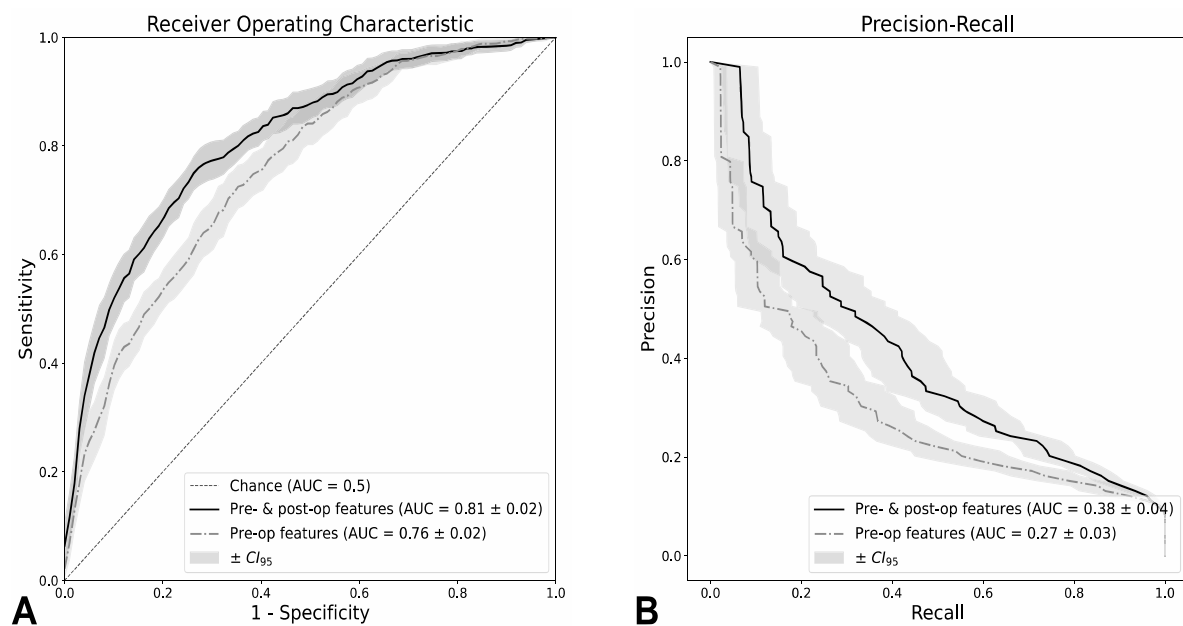 Receiver Operating Characteristic
1.0
0.8
0.6
0.4
0.2
0.0
Sensitivity
Chance (AUC = 0.5)
Pre- & post-op features (AUC = 0.81 ± 0.02)
Pre-op features (AUC = 0.76 ± 0.02)
± CI95
0.0 0.2 0.4 0.6 0.8 1.0
1 - Specificity
A
Precision-Recall
1.0
0.8
0.6
0.4
0.2
0.0
Precision
Pre- & post-op features (AUC = 0.38 ± 0.04)
Pre-op features (AUC = 0.27 ± 0.03)
± CI95
0.0 0.2 0.4 0.6 0.8 1.0
Recall
B